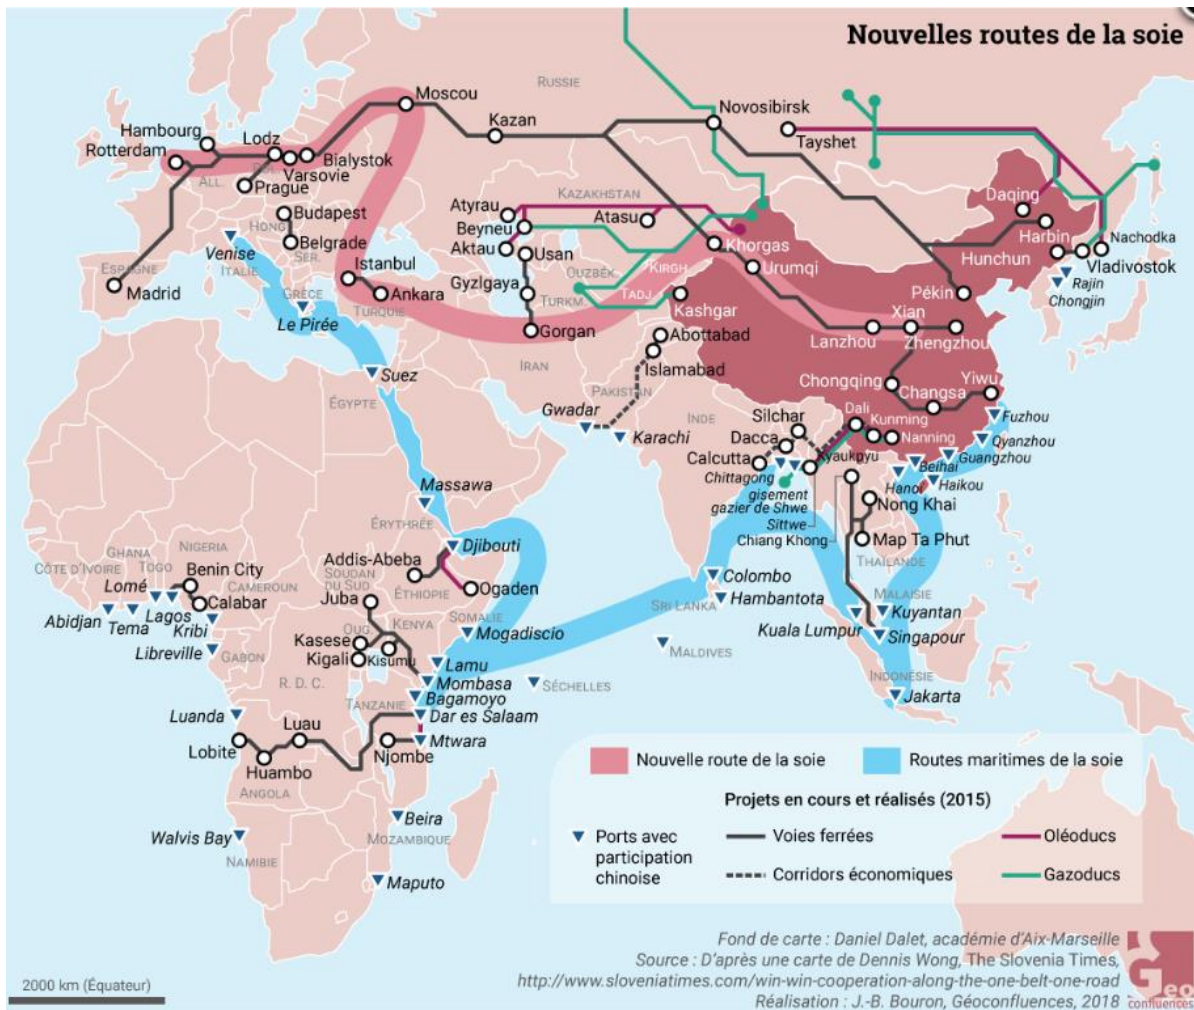 Nouvelles routes de la soie
RUSSIE
Moscou
Novosibirsk
Hambourg
Lodz
Kazan
Tayshet
Rotterdam
Bialystok
Varsovie
ALL.
POL.
Prague
KAZAKHSTAN
Daqing
Budapest
Atyrau
Atasu
HONG.
Beyneu
Harbin
Nachodka
Venise
Belgrade
Aktau
Usan
Khorgas
Hunchun
SER.
Vladivostok
ITALIE
Istanbul
OUZBÉK.
KIRGH.
Urumqi
Rajin
ESPAGNE
Chongjin
Madrid
GRÈCE
Ankara
Gyzlgaya
TADJ.
Pékin
TURQUIE
TURKM.
Kashgar
Xian
Le Pirée
Gorgan
Lanzhou
Zhengzhou
Abottabad
IRAN
Islamabad
Suez
Chongqing
Yiwu
PAKISTAN
Changsa
ÉGYPTE
Gwadar
INDE
Silchar
Dali
Fuzhou
Karachi
Dacca
Kunming
Nanning
Qyanzhou
Calcutta
Kyaukpyu
Guangzhou
Chittagong
Beihai
Massawa
gisement
Hanoï
Haikou
gazier de Shwe
Nong Khai
ÉRYTHRÉE
Sittwe
Chiang Khong
Map Ta Phut
Djibouti
NIGERIA
GHANA
Addis-Abeba
THAÏLANDE
CÔTE D'IVOIRE
TOGO
Benin City
SOUDAN
DU SUD
ÉTHIOPIE
Ogaden
Colombo
Lomé
CAMEROUN
Juba
MALAISIE
Calabar
SRI LANKA
Hambantota
Kuyantan
Abidjan
Tema
Lagos
KENYA
SOMALIE
Mogadiscio
Kuala Lumpur
Kribi
OUG.
Singapour
Kasese
Libreville
GABON
Kigali
Kisumu
Lamu
MALDIVES
INDONÉSIE
R. D. C.
Mombasa
SÉCHELLES
Bagamoyo
Jakarta
TANZANIE
Luanda
Luau
Dar es Salaam
Lobite
Njombe
Mtwara
Huambo
ANGOLA
Beira
Walvis Bay
MOZAMBIQUE
NAMIBIE
Maputo
Nouvelle route de la soie
Routes maritimes de la soie
Projets en cours et réalisés (2015)
Ports avec
participation
chinoise
Voies ferrées
Oléoducs
Corridors économiques
Gazoducs
Fond de carte : Daniel Dalet, académie d'Aix-Marseille
Source : D'après une carte de Dennis Wong, The Slovenia Times,
http://www.sloveniatimes.com/win-win-cooperation-along-the-one-belt-one-road
Réalisation : J.-B. Bouron, Géoconfluences, 2018
Geo
confluences
2000 km (Équateur)